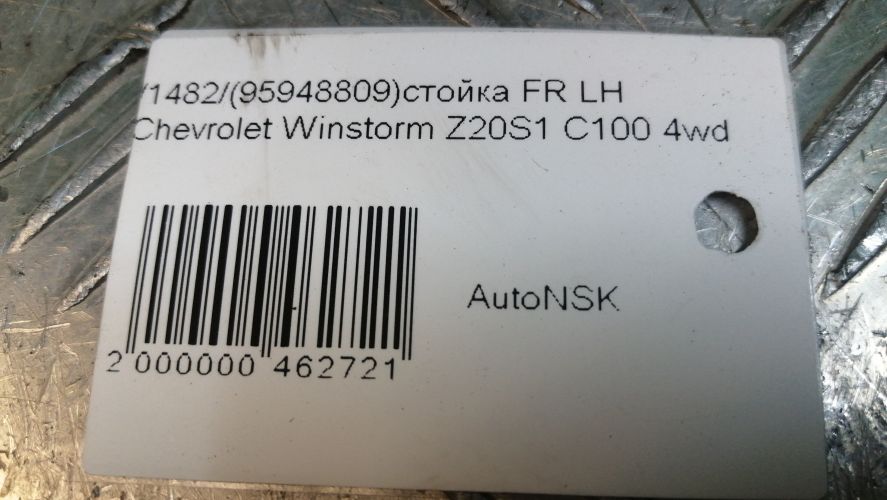 /1482/(95948809)стойка FR LH
Chevrolet Winstorm Z20S1 C100 4wd
AutoNSK
2 000000 462721